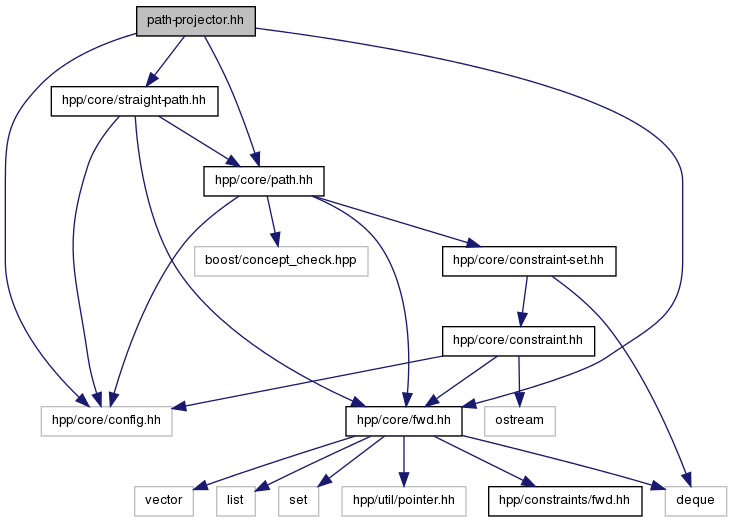 path-projector.hh
hpp/core/straight-path.hh
hpp/core/path.hh
boost/concept_check.hpp
hpp/core/constraint-set.hh
hpp/core/constraint.hh
hpp/core/config.hh
hpp/core/fwd.hh
ostream
vector
list
set
hpp/util/pointer.hh
hpp/constraints/fwd.hh
deque